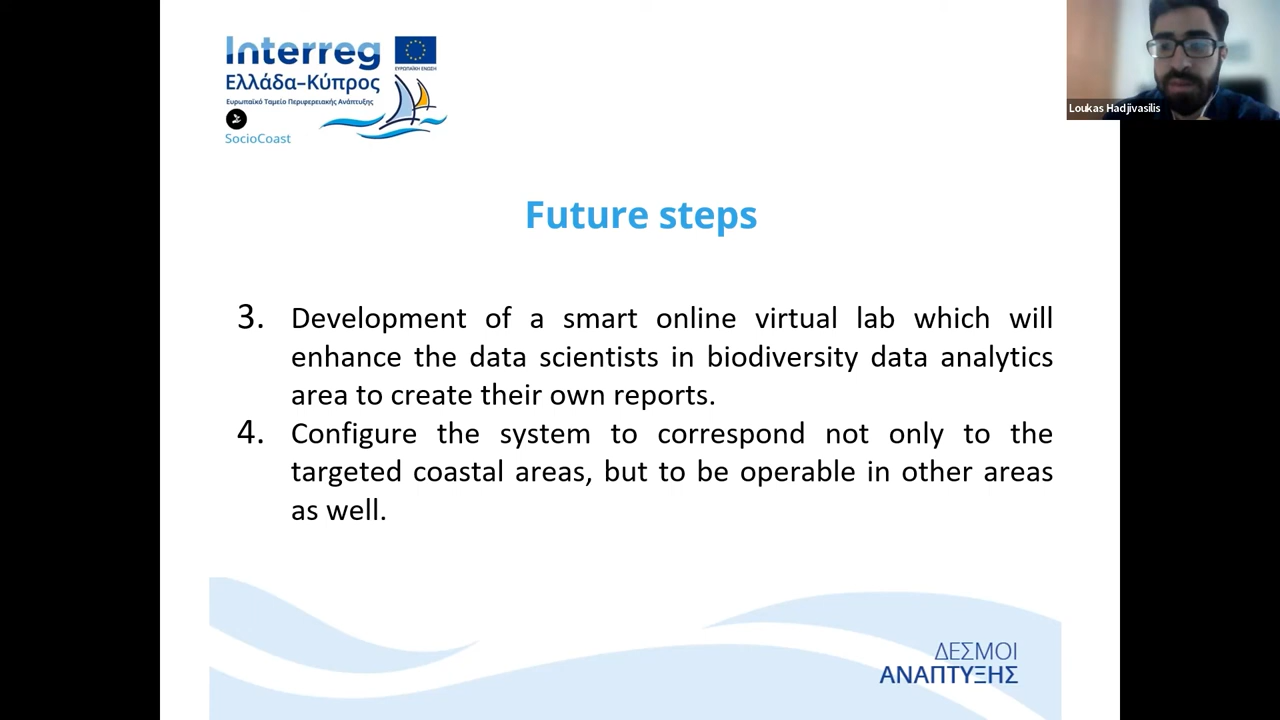 Interreg
ΕΥΡΩΠΑΪΚΗ ΕΝΩΣΗ
Ελλάδα-Κύπρος
Ευρωπαϊκό Ταμείο Περιφερειακής Ανάπτυξης
SocioCoast
Loukas Hadjivasilis
Future steps
3. Development of a smart online virtual lab which will
enhance the data scientists in biodiversity data analytics
area to create their own reports.
4. Configure the system to correspond not only to the
targeted coastal areas, but to be operable in other areas
as well.
ΔΕΣΜΟΙ
ΑΝΑΠΤΥΞΗΣ